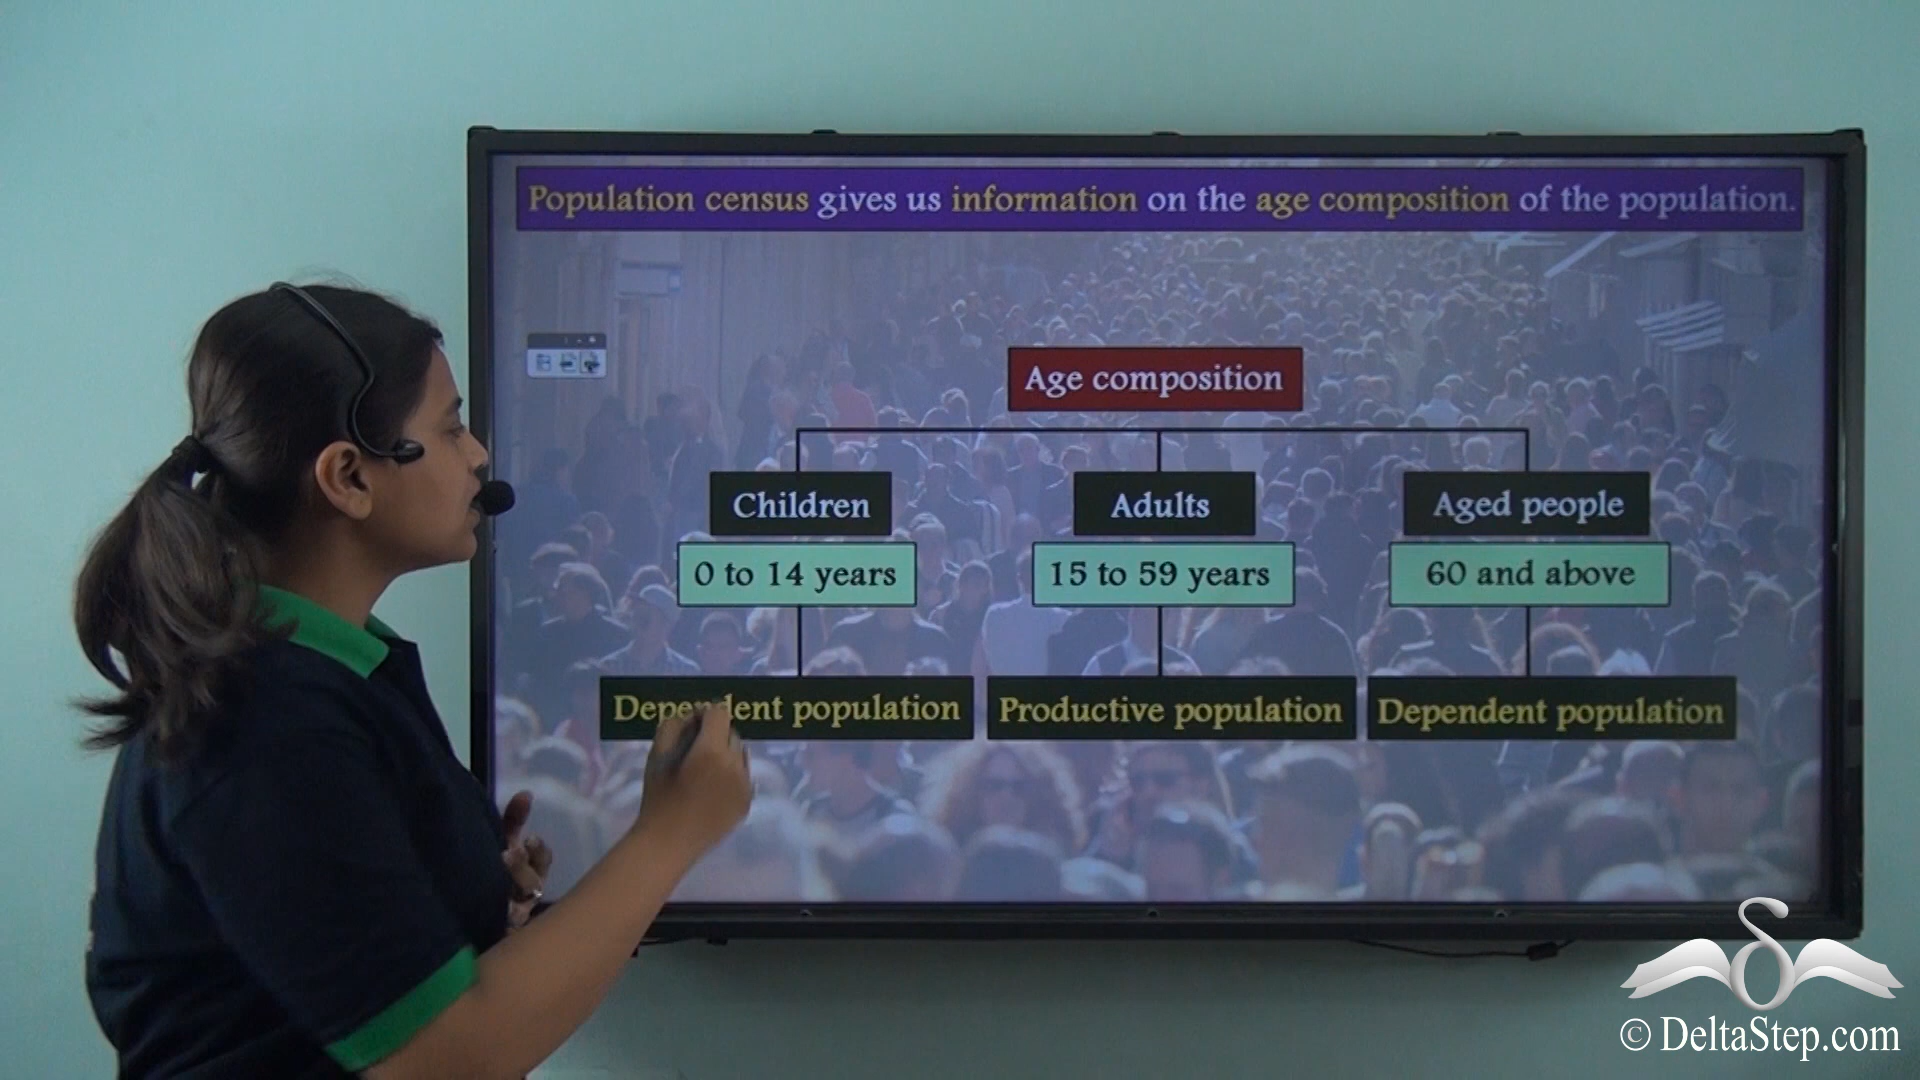 Population census gives us information on the age composition of the population.
Age composition
Children
Adults
Aged people
0 to 14 years
15 to 59 years
60 and above
Dependent population
Productive population
Dependent population
© DeltaStep.com